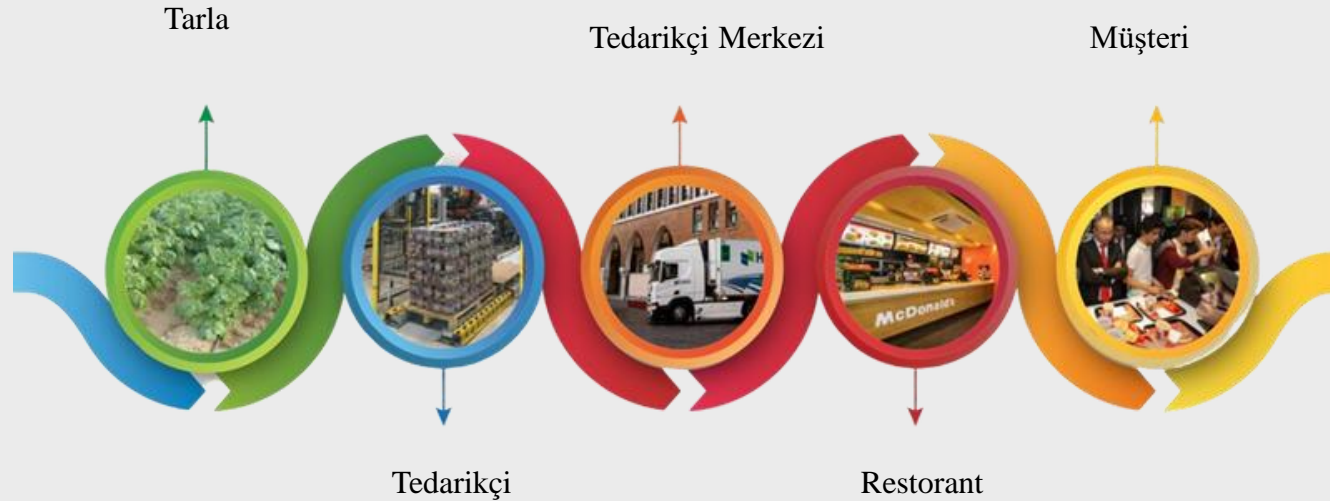 Tarla
Tedarikçi Merkezi
Müşteri
McDonald's
Tedarikçi
Restorant